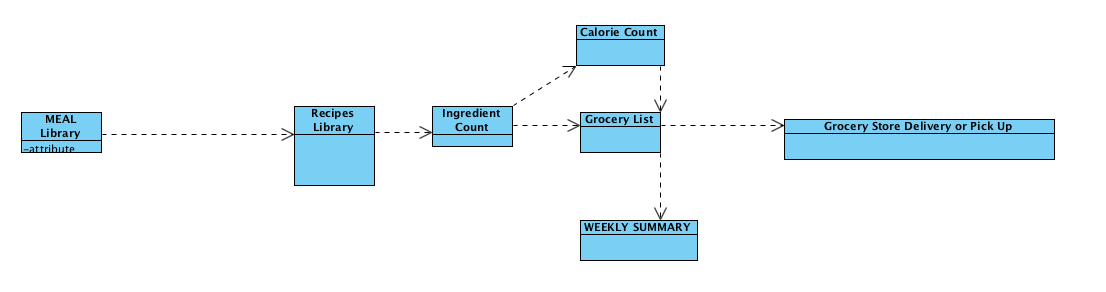 Calorie Count
MEAL
Library
-attribute
Recipes
Library
Ingredient
Count
Grocery List
Grocery Store Delivery or Pick Up
WEEKLY SUMMARY